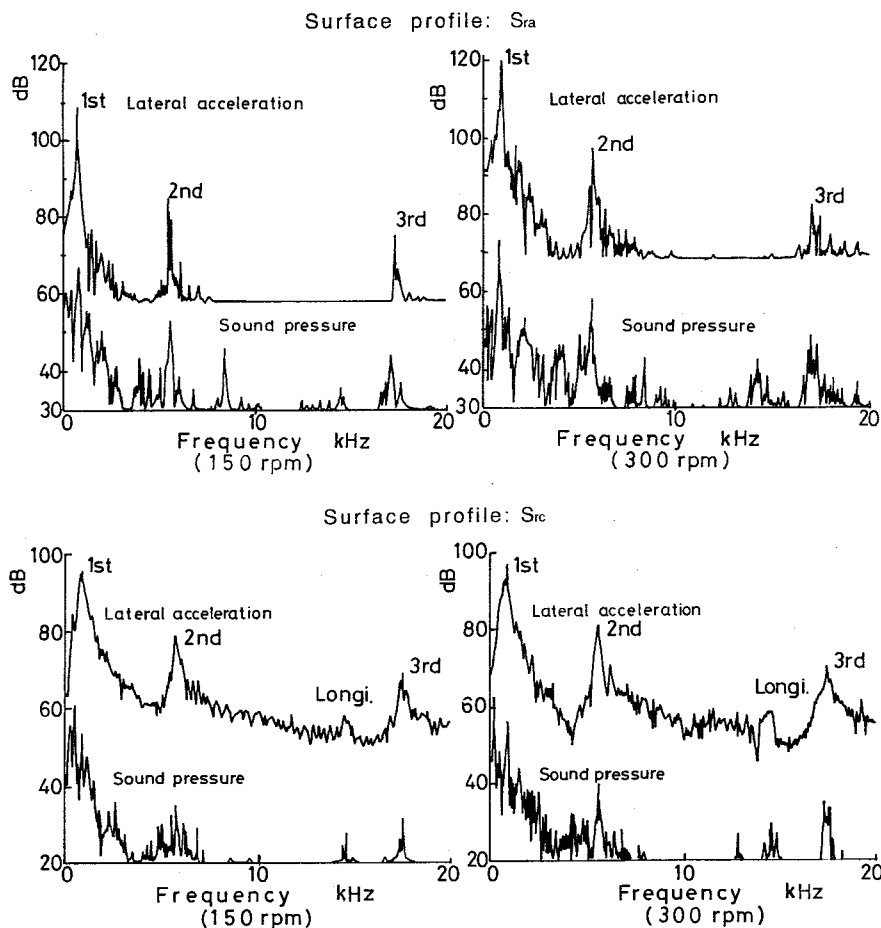 Surface profile: Sra
dB
120
100
80
60
50
30
1st
Lateral acceleration
2nd
3rd
Sound pressure
0
10
20
Frequency kHz
(150 rpm)
dB
120
100
80
50
30
1st
Lateral acceleration
2nd
3rd
Sound pressure
0
10
20
Frequency kHz
(300 rpm)
Surface profile: Src
dB
100
80
60
40
20
1st
Lateral acceleration
2nd
Longi.
3rd
Sound pressure
0
10
20
Frequency kHz
(150 rpm)
dB
100
80
60
40
20
1st
Lateral acceleration
2nd
Longi.
3rd
Sound pressure
0
10
20
Frequency kHz
(300 rpm)